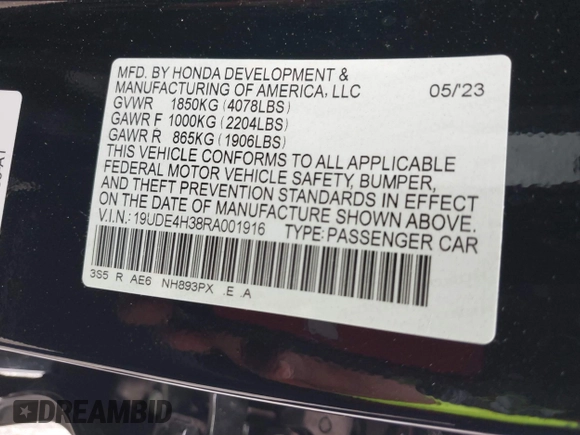 MFD. BY HONDA DEVELOPMENT &
MANUFACTURING OF AMERICA, LLC 05/'23
GVWR 1850KG (4078LBS)
GAWR F 1000KG (2204LBS)
GAWR R 865KG (1906LBS)
THIS VEHICLE CONFORMS TO ALL APPLICABLE
FEDERAL MOTOR VEHICLE SAFETY, BUMPER,
AND THEFT PREVENTION STANDARDS IN EFFECT
ON THE DATE OF MANUFACTURE SHOWN ABOVE.
V.I.N.: 19UDE4H38RA001916 TYPE: PASSENGER CAR
3S5 R AE6 NH893PX .E .A
DREAMBID